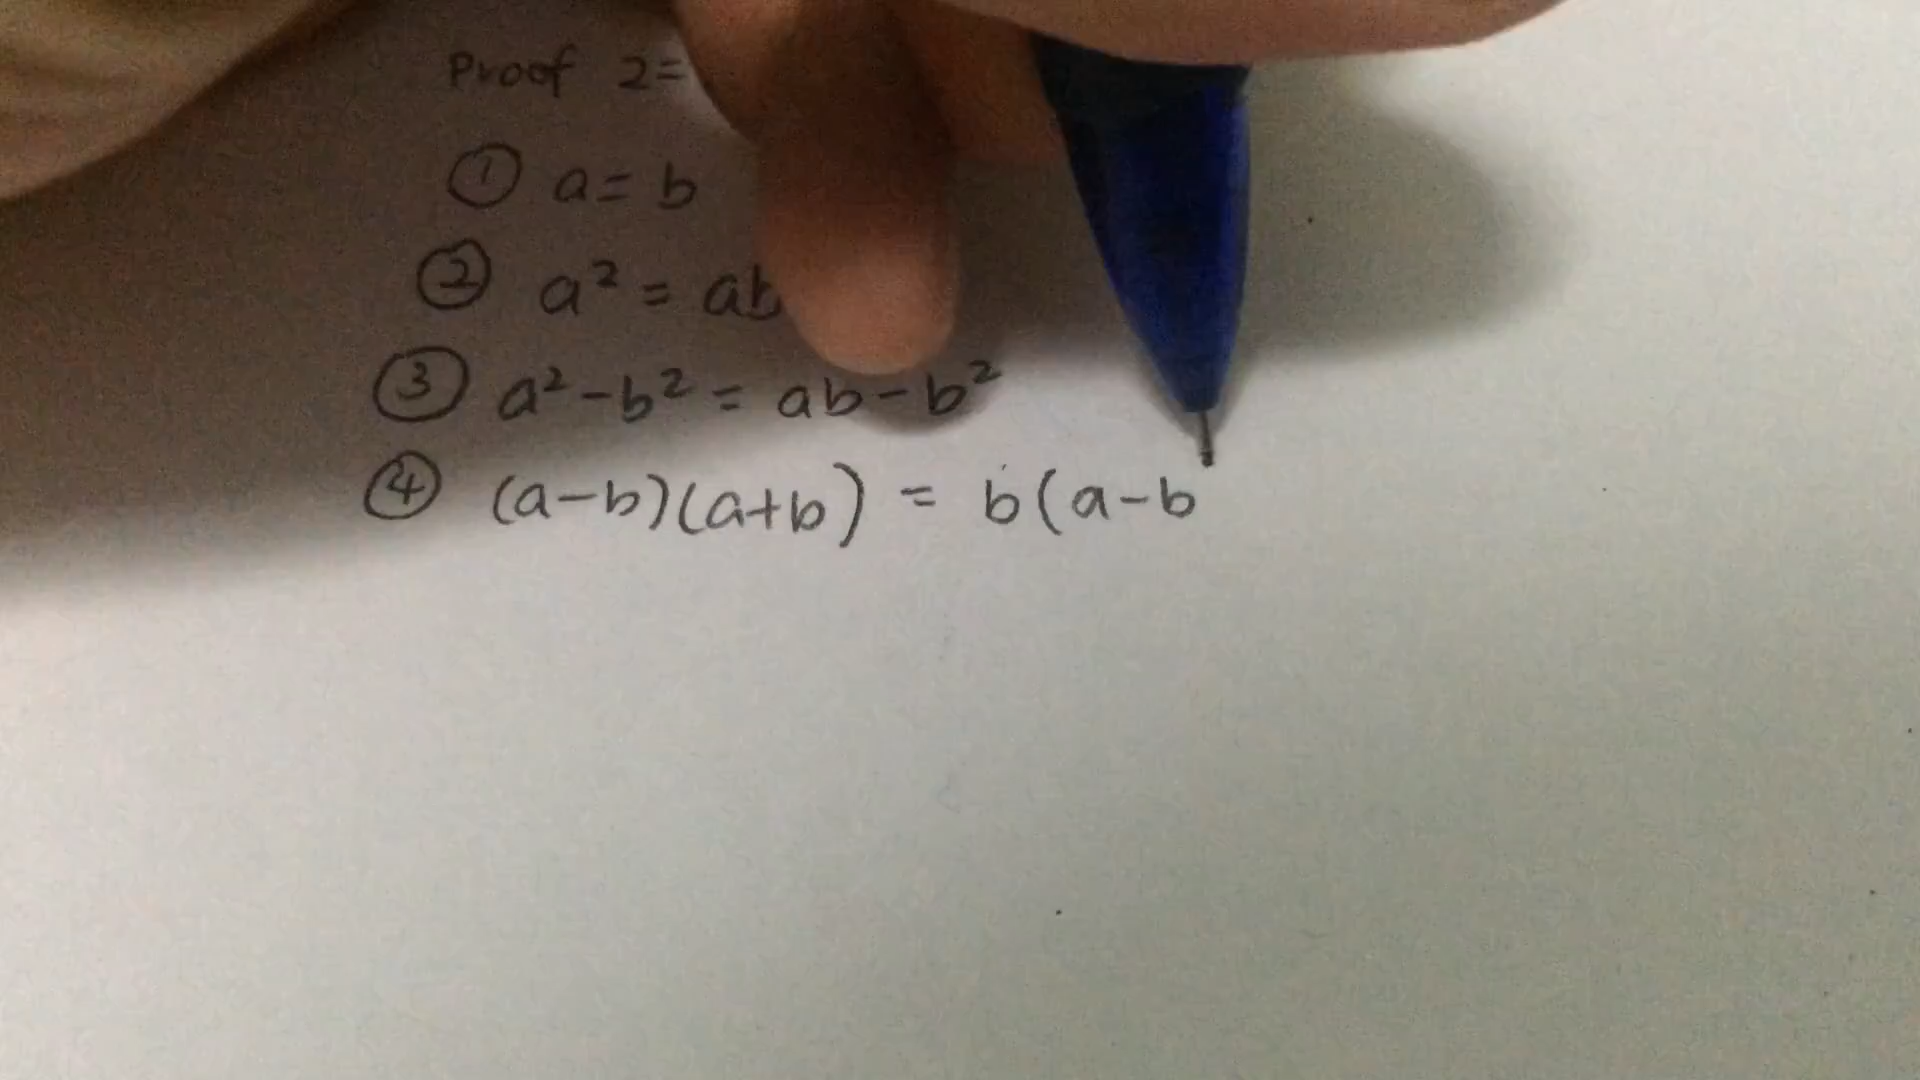 Proof 2=
① a = b
② a² = ab
③ a²-b² = ab-b²
④ (a-b)(a+b) = b(a-b